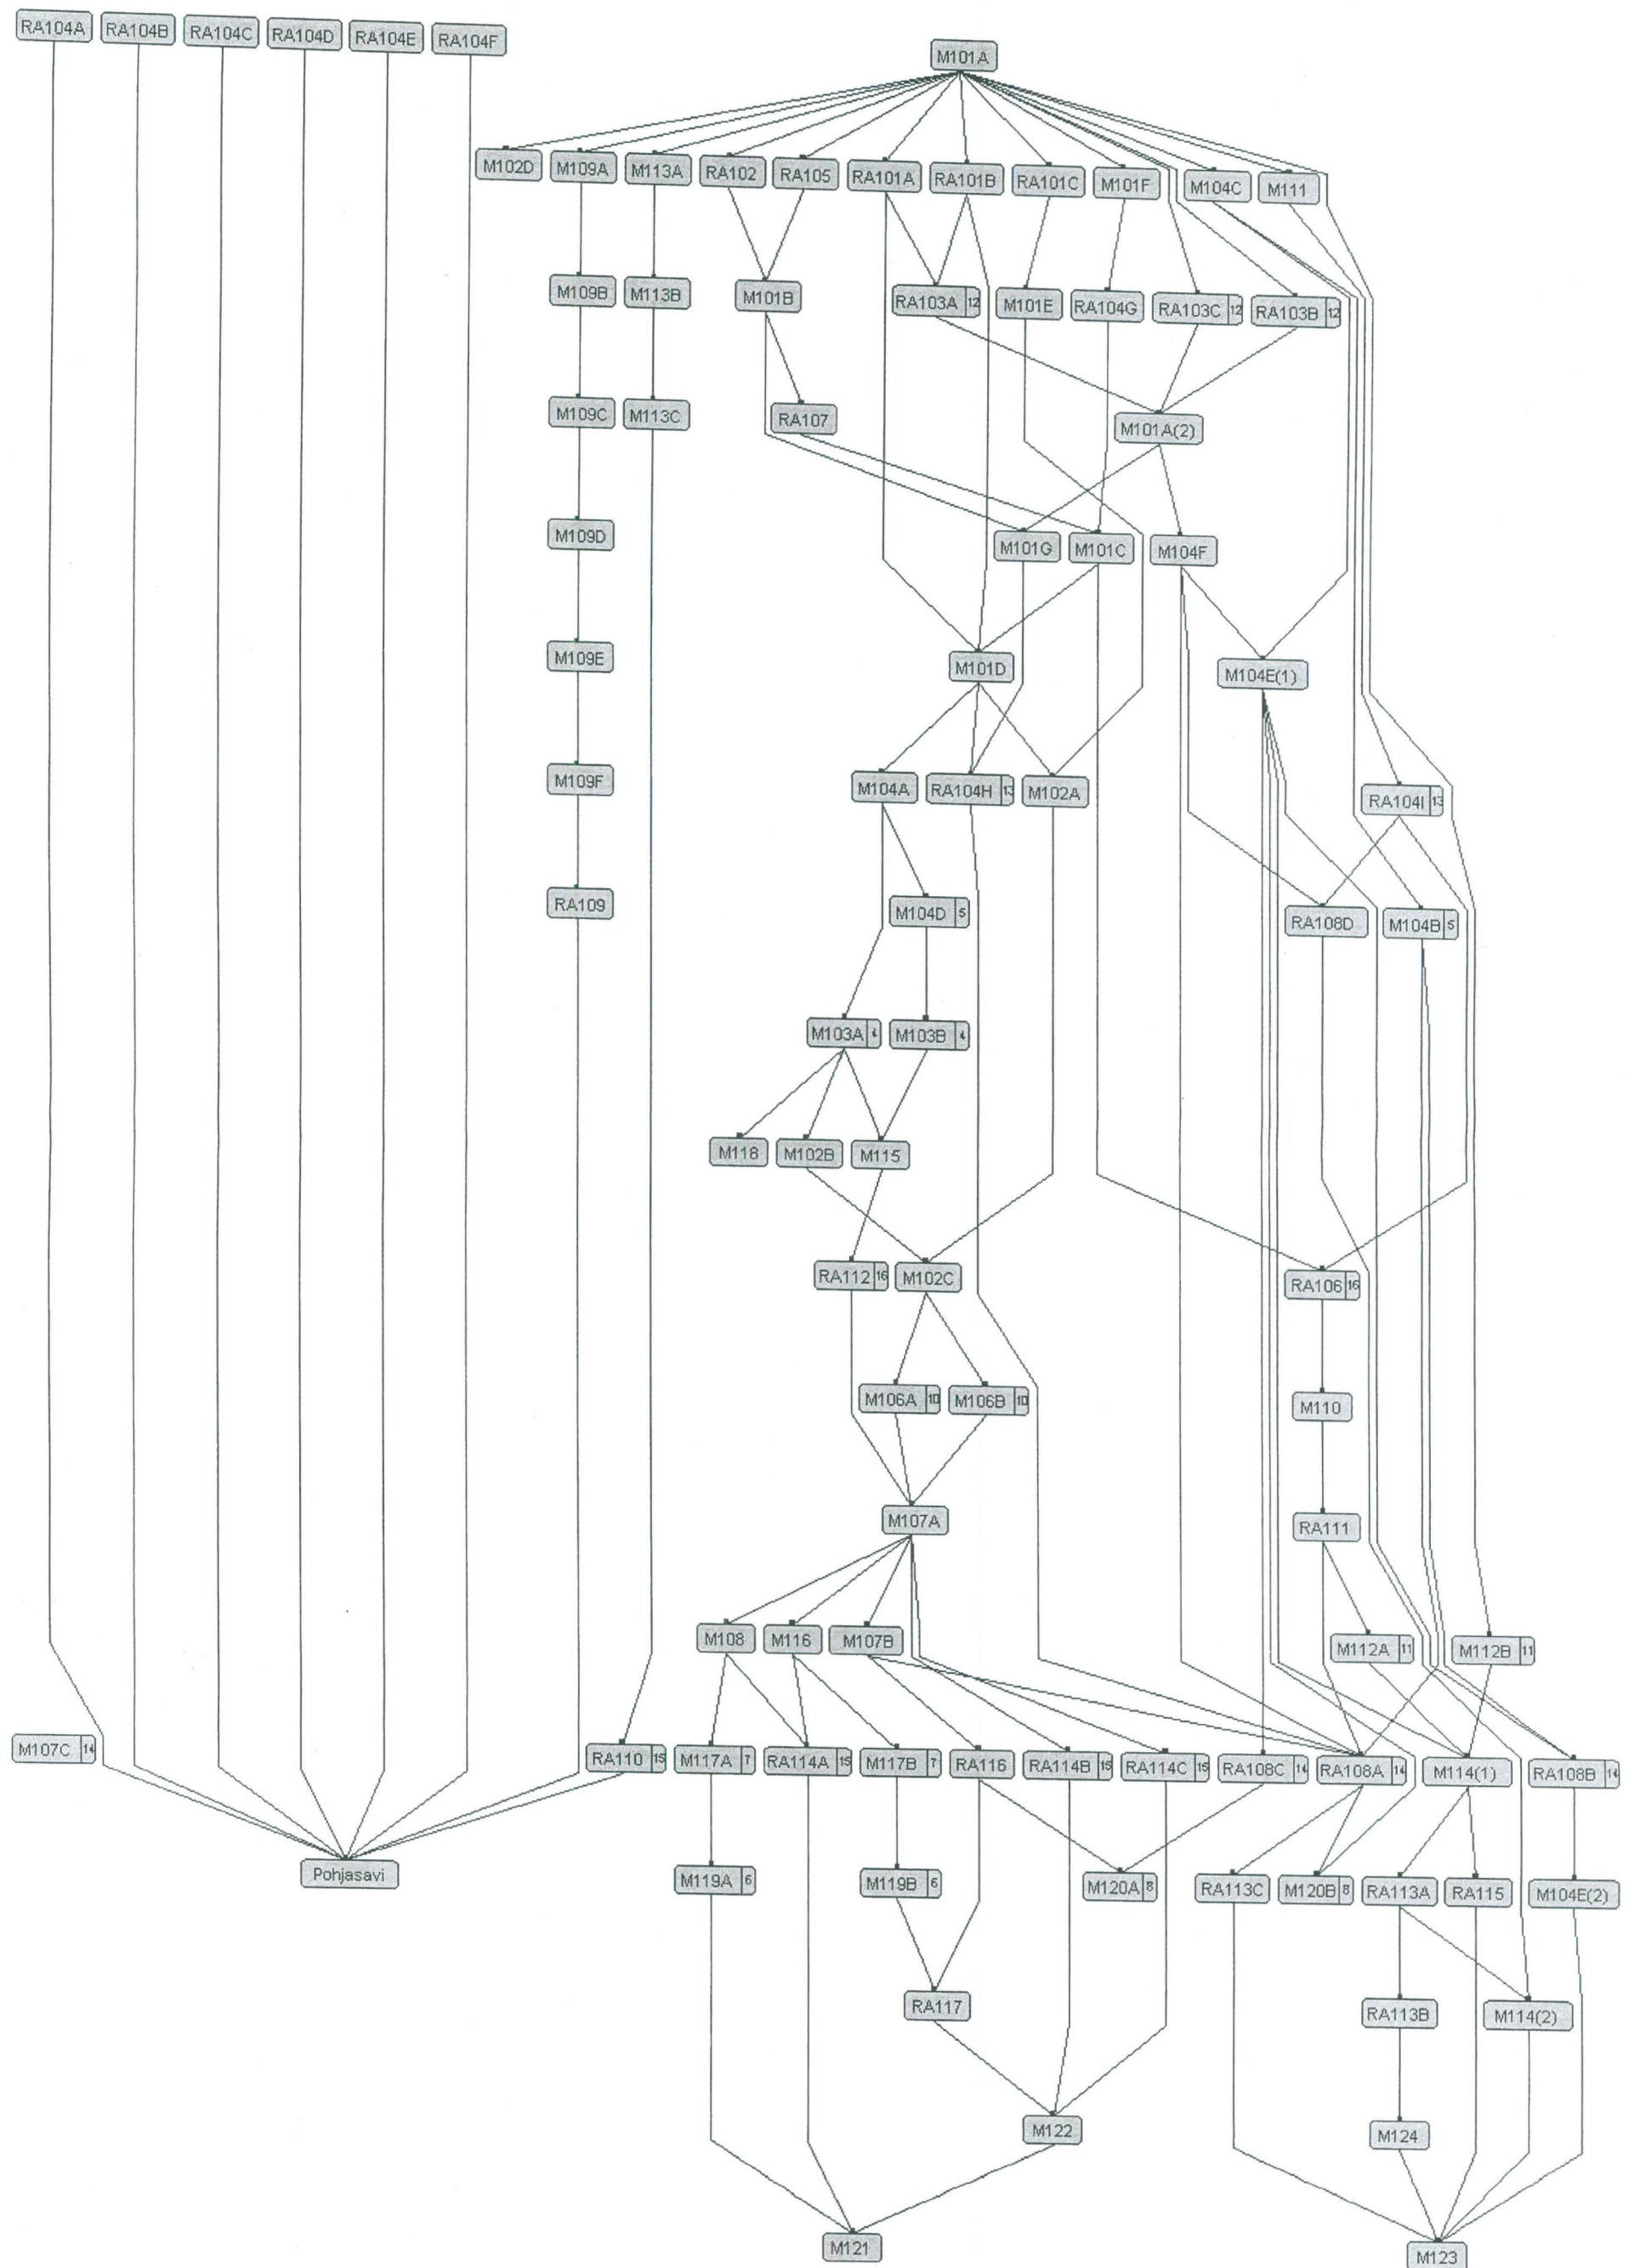 RA104A RA104B RA104C RA104D RA104E RA104F
M101A
M102D M109A M113A RA102 RA105 RA101A RA101B RA101C M101F M104C M111
M109B M113B M101B RA103A 12 M101E RA104G RA103C 12 RA103B 12
M109C M113C RA107 M101A(2)
M109D M101G M101C M104F
M109E M101D M104E(1)
M109F M104A RA104H 13 M102A RA104I 13
RA109 M104D 5 RA108D M104B 5
M103A 4 M103B 4
M118 M102B M115
RA112 16 M102C RA106 16
M106A 10 M106B 10 M110
M107A RA111
M108 M116 M107B M112A 11 M112B 11
M107C 14 RA110 15 M117A 7 RA114A 15 M117B 7 RA116 RA114B 15 RA114C 15 RA108C 14 RA108A 14 M114(1) RA108B 14
Pohjasavi M119A 6 M119B 6 M120A 8 RA113C M120B 8 RA113A RA115 M104E(2)
RA117 RA113B M114(2)
M122 M124
M121 M123